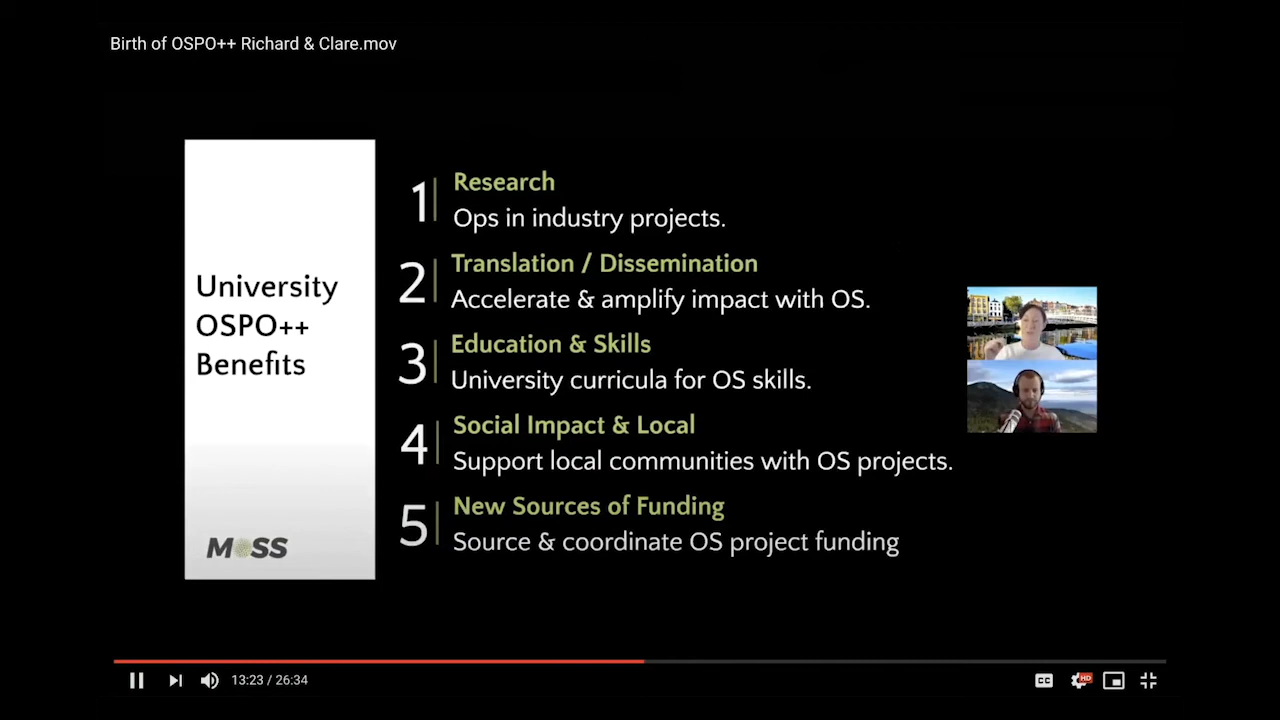 Birth of OSPO++ Richard & Clare.mov
University
OSPO++
Benefits
MOSS
1
Research
Ops in industry projects.
2
Translation / Dissemination
Accelerate & amplify impact with OS.
3
Education & Skills
University curricula for OS skills.
4
Social Impact & Local
Support local communities with OS projects.
5
New Sources of Funding
Source & coordinate OS project funding
13:23 / 26:34
CC
HD